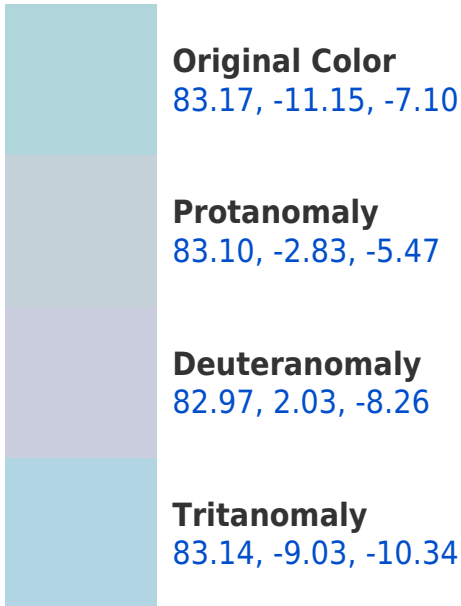 Original Color
83.17, -11.15, -7.10
Protanomaly
83.10, -2.83, -5.47
Deuteranomaly
82.97, 2.03, -8.26
Tritanomaly
83.14, -9.03, -10.34